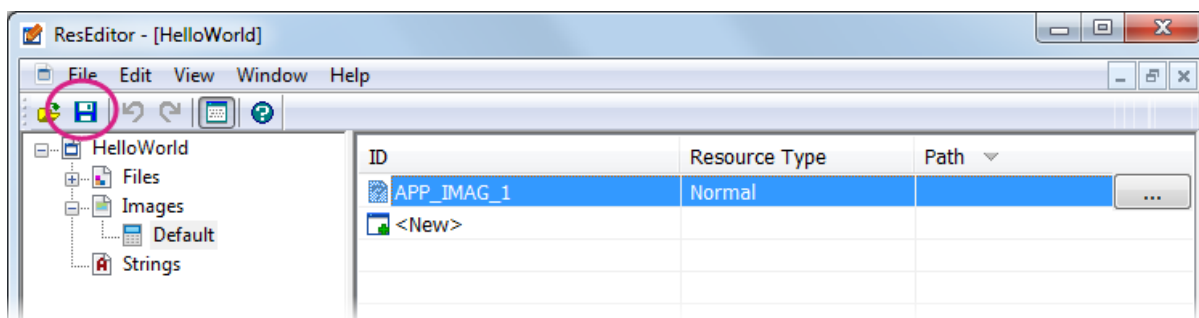 ResEditor - [HelloWorld]
File Edit View Window Help
HelloWorld
Files
Images
Default
Strings
ID Resource Type Path
APP_IMAG_1 Normal ...
<New>